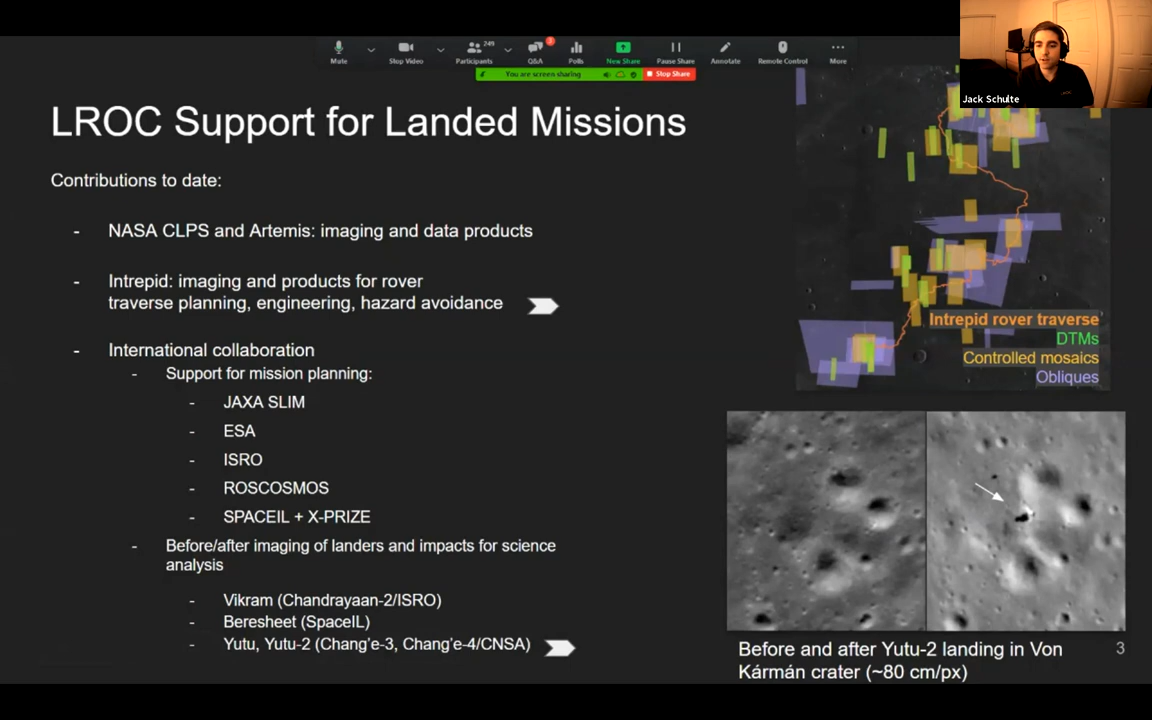 249
Mute
Stop Video
Participants
Q&A
Polls
New Share
Pause Share
Annotate
Remote Control
More
You are screen sharing
Stop Share
Jack Schulte
LROC Support for Landed Missions
Contributions to date:
- NASA CLPS and Artemis: imaging and data products
- Intrepid: imaging and products for rover
traverse planning, engineering, hazard avoidance
- International collaboration
- Support for mission planning:
- JAXA SLIM
- ESA
- ISRO
- ROSCOSMOS
- SPACEIL + X-PRIZE
- Before/after imaging of landers and impacts for science
analysis
- Vikram (Chandrayaan-2/ISRO)
- Beresheet (SpaceIL)
- Yutu, Yutu-2 (Chang'e-3, Chang'e-4/CNSA)
Intrepid rover traverse
DTMs
Controlled mosaics
Obliques
Before and after Yutu-2 landing in Von
Kármán crater (~80 cm/px)
3